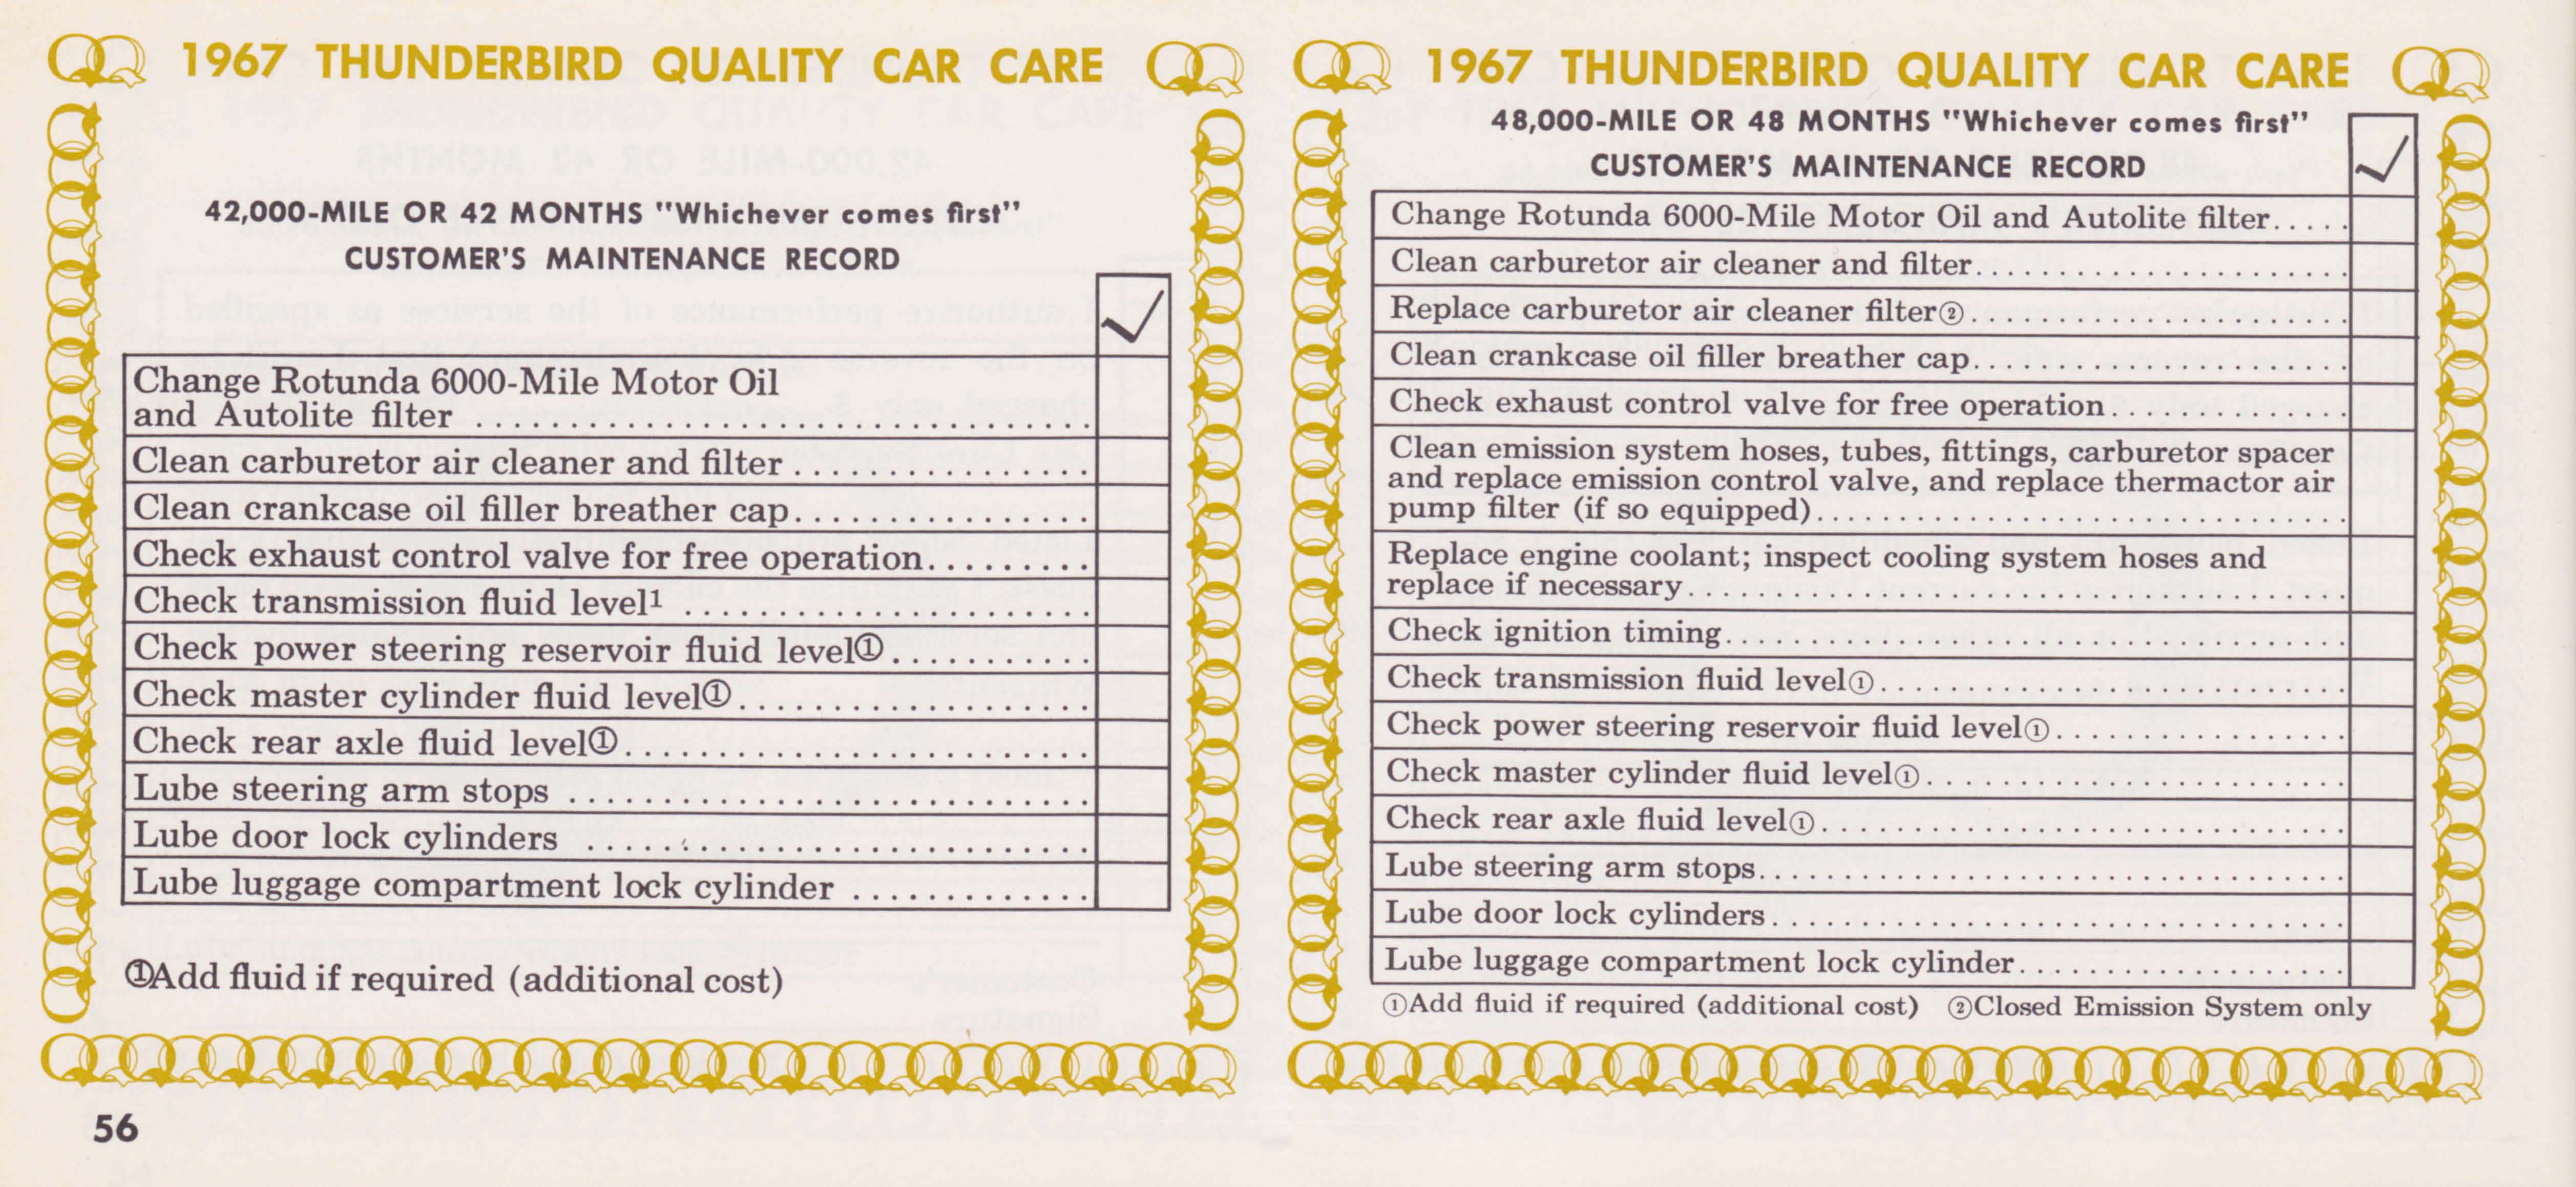 1967 THUNDERBIRD QUALITY CAR CARE
42,000-MILE OR 42 MONTHS "Whichever comes first"
CUSTOMER'S MAINTENANCE RECORD
Change Rotunda 6000-Mile Motor Oil
and Autolite filter
Clean carburetor air cleaner and filter
Clean crankcase oil filler breather cap
Check exhaust control valve for free operation
Check transmission fluid level¹
Check power steering reservoir fluid level①
Check master cylinder fluid level①
Check rear axle fluid level①
Lube steering arm stops
Lube door lock cylinders
Lube luggage compartment lock cylinder
①Add fluid if required (additional cost)
56
1967 THUNDERBIRD QUALITY CAR CARE
48,000-MILE OR 48 MONTHS "Whichever comes first"
CUSTOMER'S MAINTENANCE RECORD
Change Rotunda 6000-Mile Motor Oil and Autolite filter
Clean carburetor air cleaner and filter
Replace carburetor air cleaner filter②
Clean crankcase oil filler breather cap
Check exhaust control valve for free operation
Clean emission system hoses, tubes, fittings, carburetor spacer
and replace emission control valve, and replace thermactor air
pump filter (if so equipped)
Replace engine coolant; inspect cooling system hoses and
replace if necessary
Check ignition timing
Check transmission fluid level①
Check power steering reservoir fluid level①
Check master cylinder fluid level①
Check rear axle fluid level①
Lube steering arm stops
Lube door lock cylinders
Lube luggage compartment lock cylinder
①Add fluid if required (additional cost) ②Closed Emission System only